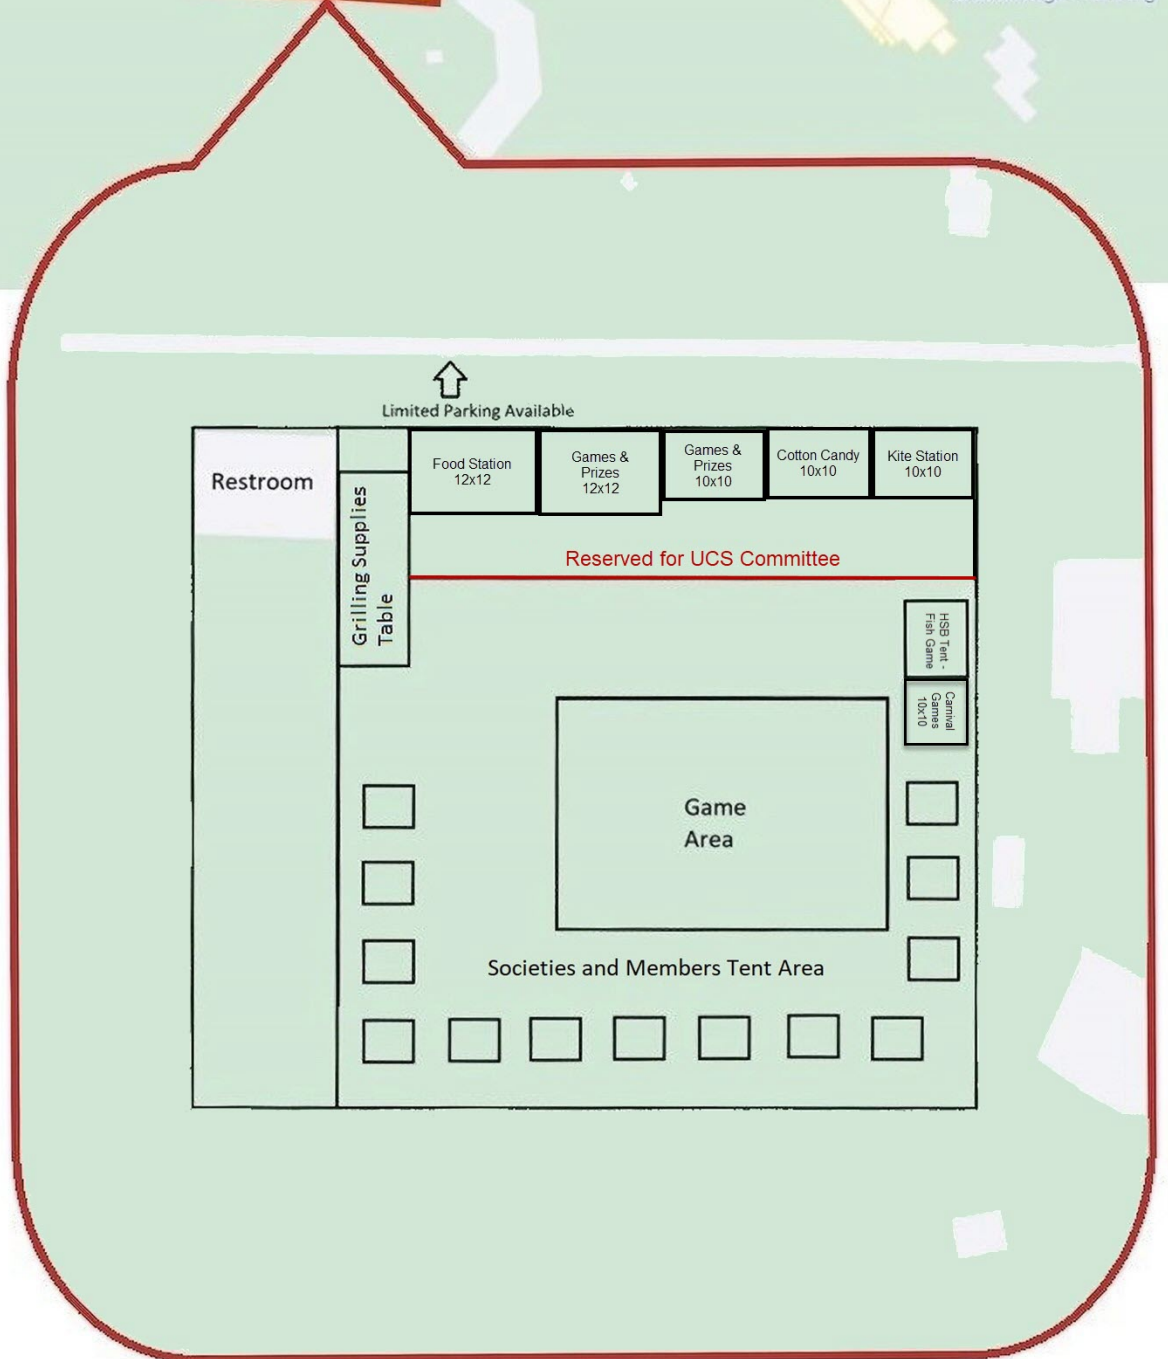 Limited Parking Available
Restroom
Grilling Supplies
Table
Food Station
12x12
Games &
Prizes
12x12
Games &
Prizes
10x10
Cotton Candy
10x10
Kite Station
10x10
Reserved for UCS Committee
HSB Tent -
Fish Game
Carnival
Games
10x10
Game
Area
Societies and Members Tent Area